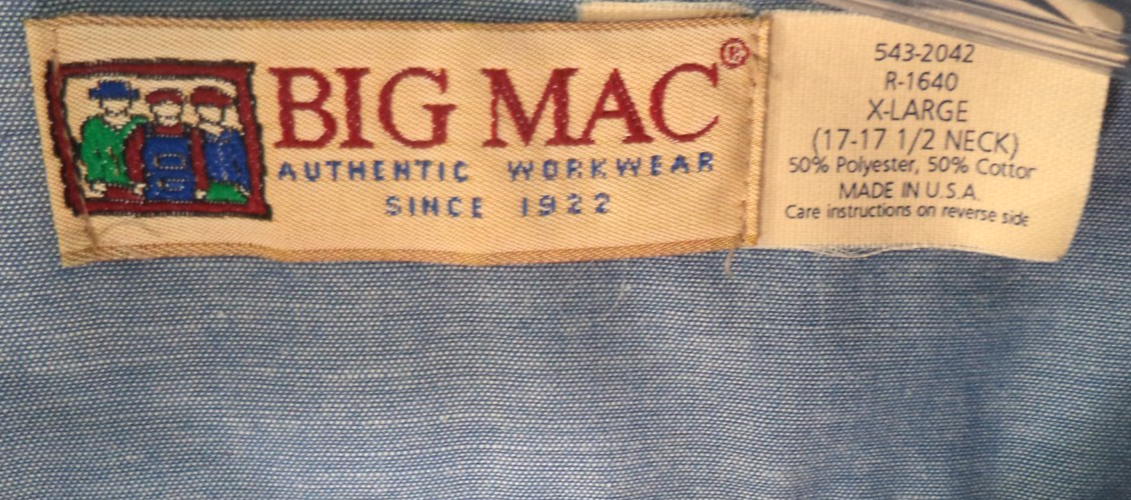 BIG MAC®
AUTHENTIC WORKWEAR
SINCE 1922
543-2042
R-1640
X-LARGE
(17-17 1/2 NECK)
50% Polyester, 50% Cotton
MADE IN U.S.A.
Care instructions on reverse side